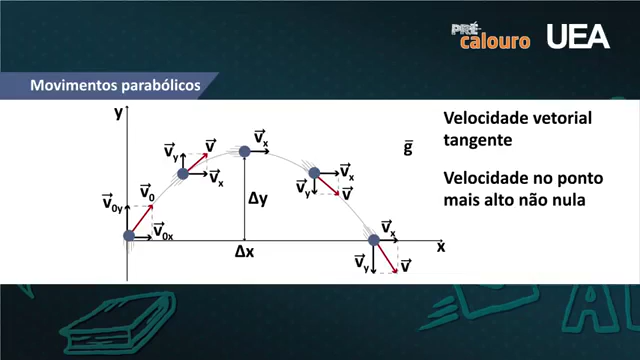 PRÉ-
calouro
UEA
Movimentos parabólicos
y
v⃗y
v⃗
v⃗x
v⃗x
g⃗
Velocidade vetorial
tangente
v⃗0y
v⃗0
v⃗0x
v⃗x
v⃗y
v⃗
Δy
Velocidade no ponto
mais alto não nula
v⃗x
Δx
x
v⃗y
v⃗